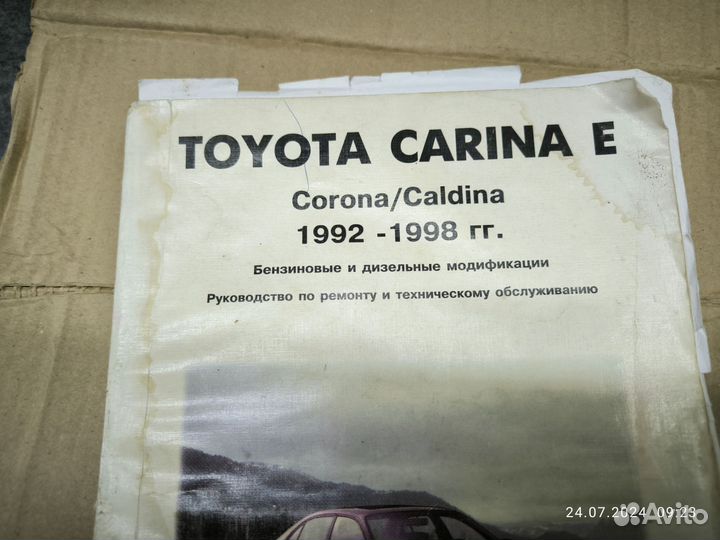 TOYOTA CARINA E
Corona/Caldina
1992 -1998 гг.
Бензиновые и дизельные модификации
Руководство по ремонту и техническому обслуживанию
24.07.2024 09:23
Avito